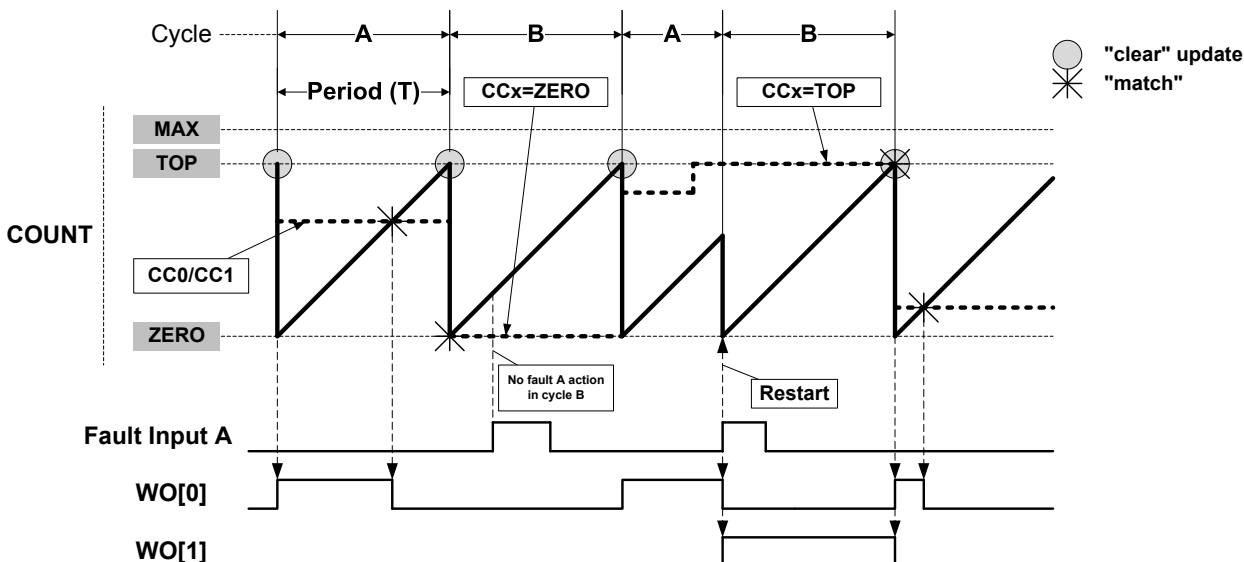 Cycle A B A B
"clear" update
"match"
Period (T)
CCx=ZERO
CCx=TOP
MAX
TOP
COUNT
CC0/CC1
ZERO
No fault A action
in cycle B
Restart
Fault Input A
WO[0]
WO[1]